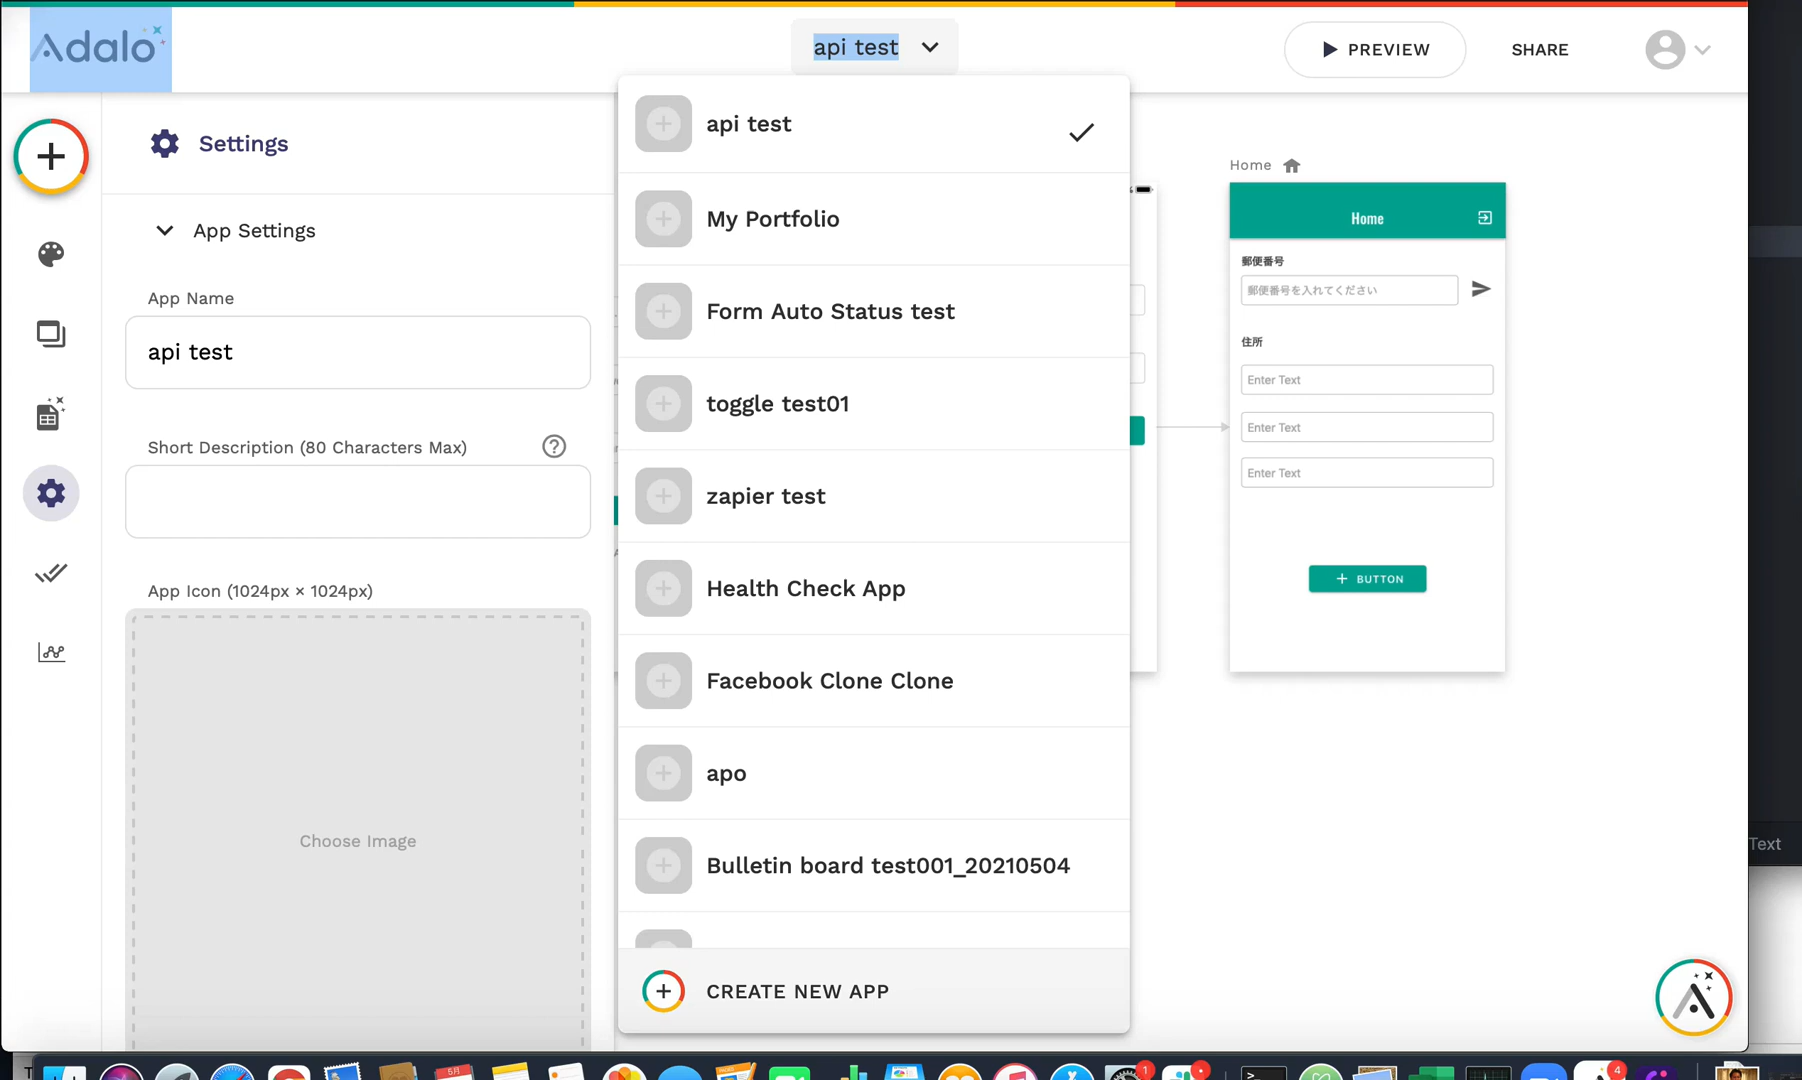 Adalo
api test
PREVIEW
SHARE
Settings
App Settings
App Name
api test
Short Description (80 Characters Max)
App Icon (1024px × 1024px)
Choose Image
api test
My Portfolio
Form Auto Status test
toggle test01
zapier test
Health Check App
Facebook Clone Clone
apo
Bulletin board test001_20210504
CREATE NEW APP
Home
Home
郵便番号
郵便番号を入れてください
住所
Enter Text
Enter Text
Enter Text
BUTTON
Text
5月
1
4